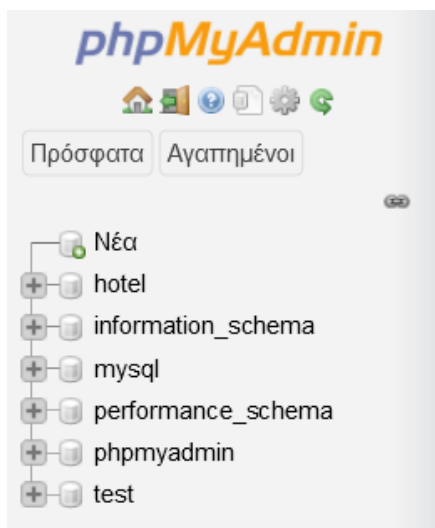 phpMyAdmin
Πρόσφατα Αγαπημένοι
Νέα
hotel
information_schema
mysql
performance_schema
phpmyadmin
test